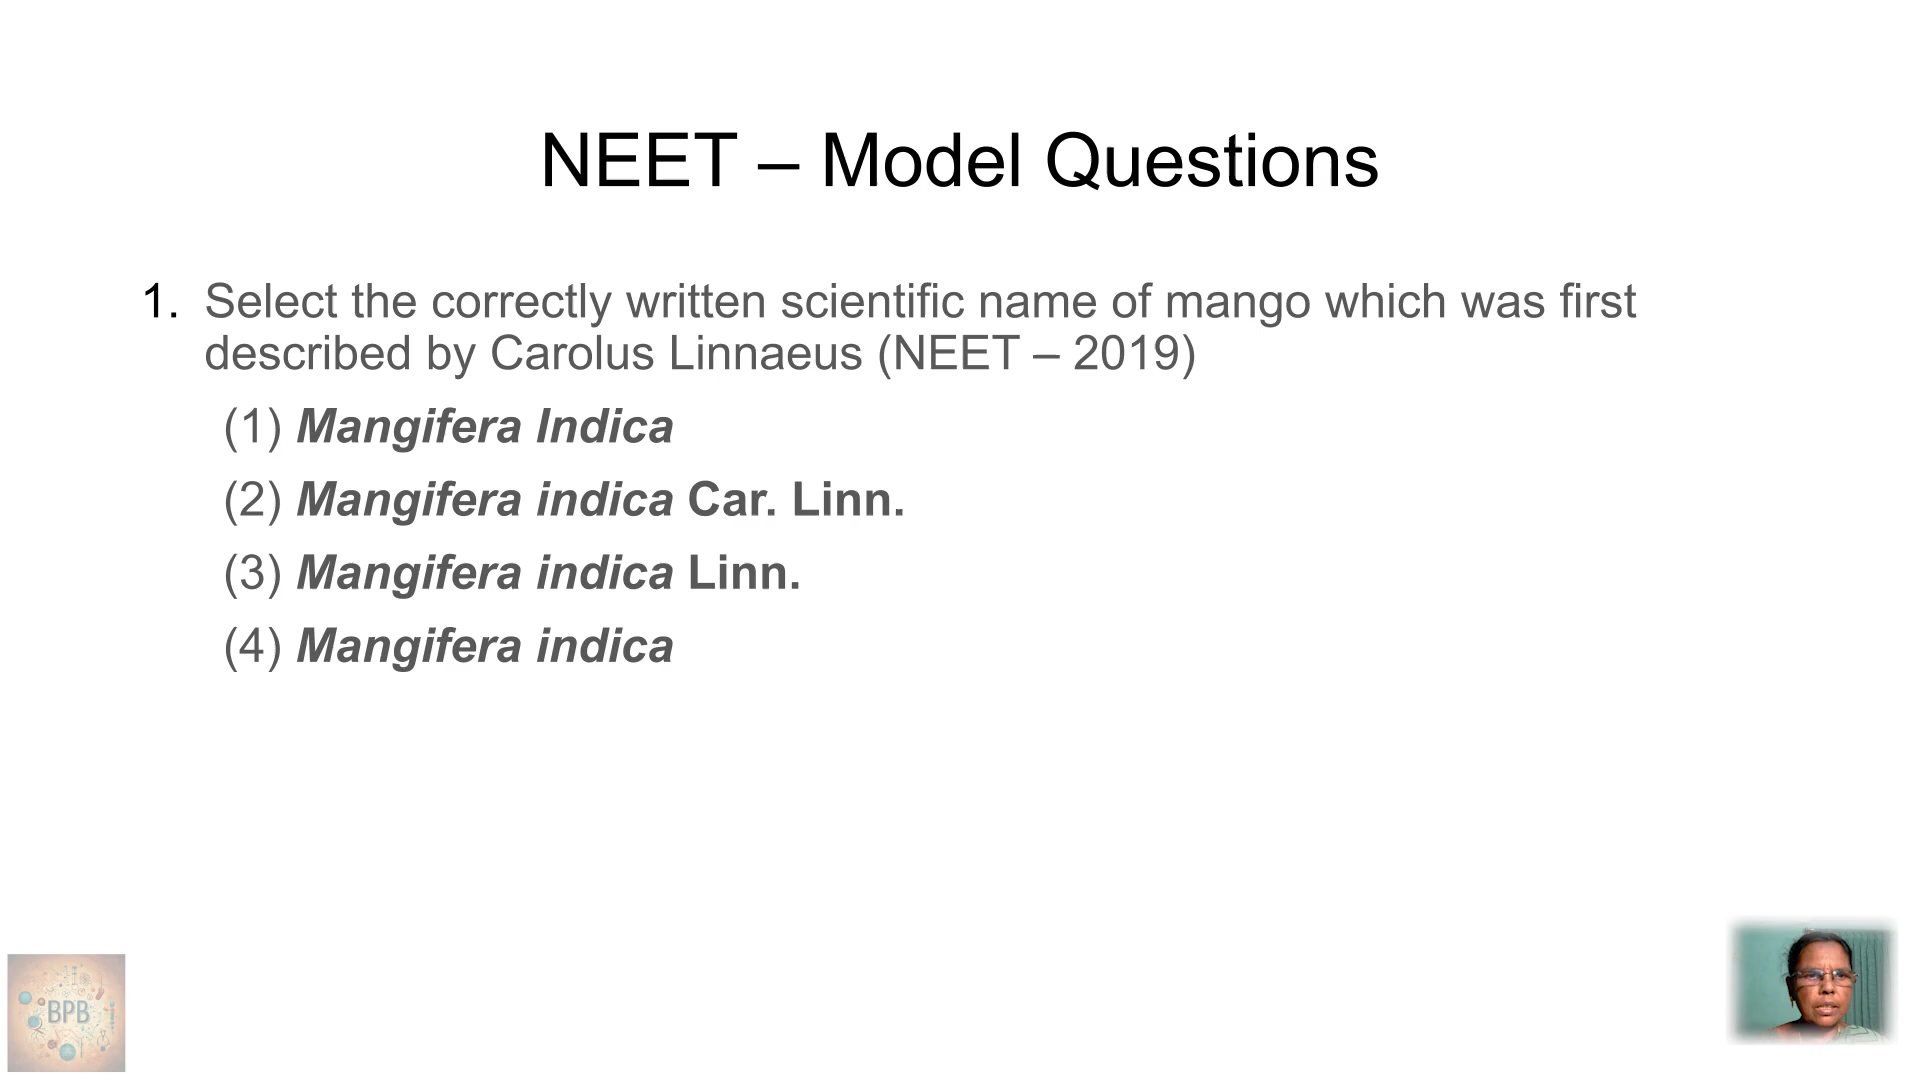 NEET – Model Questions
1. Select the correctly written scientific name of mango which was first
described by Carolus Linnaeus (NEET – 2019)
(1) Mangifera Indica
(2) Mangifera indica Car. Linn.
(3) Mangifera indica Linn.
(4) Mangifera indica
BPB